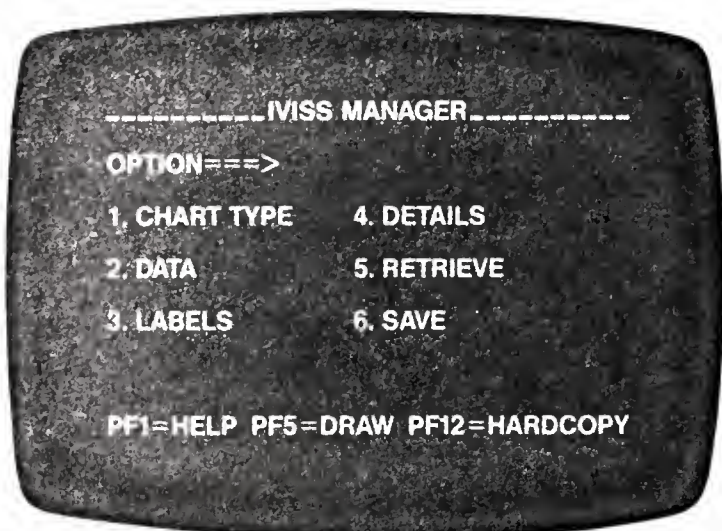 __________IVISS MANAGER__________
OPTION===>
1. CHART TYPE 4. DETAILS
2. DATA 5. RETRIEVE
3. LABELS 6. SAVE
PF1=HELP PF5=DRAW PF12=HARDCOPY